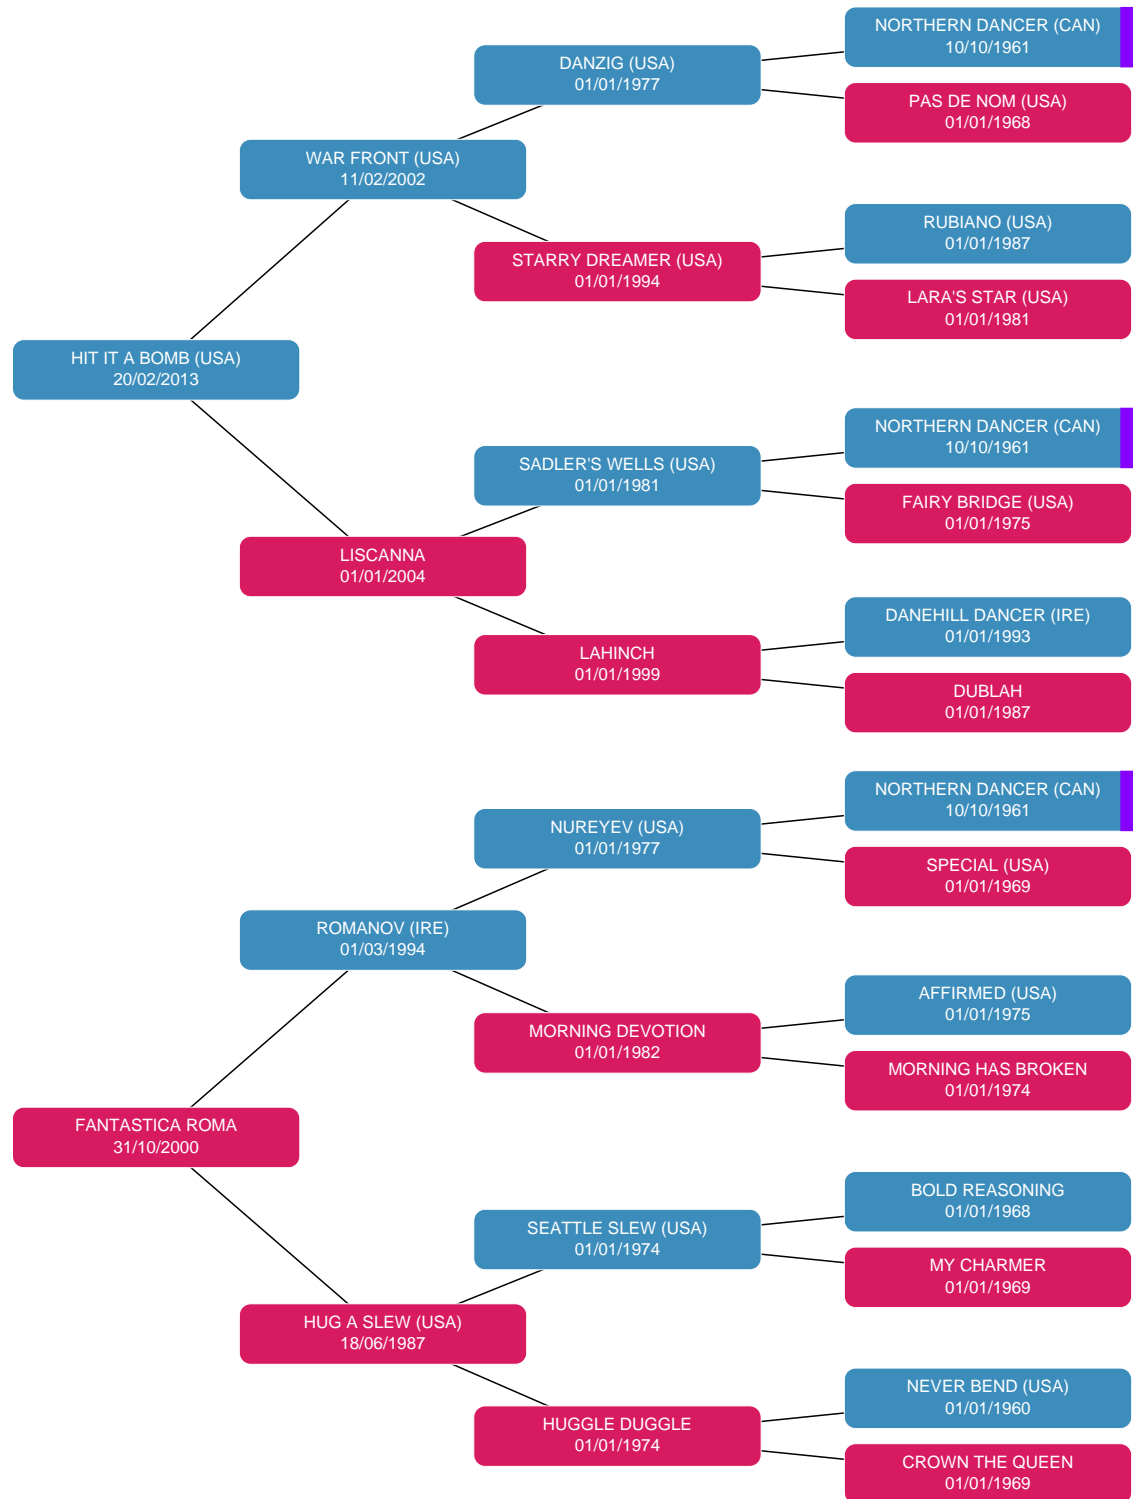 NORTHERN DANCER (CAN)
10/10/1961
DANZIG (USA)
01/01/1977
PAS DE NOM (USA)
01/01/1968
WAR FRONT (USA)
11/02/2002
RUBIANO (USA)
01/01/1987
STARRY DREAMER (USA)
01/01/1994
LARA'S STAR (USA)
01/01/1981
HIT IT A BOMB (USA)
20/02/2013
NORTHERN DANCER (CAN)
10/10/1961
SADLER'S WELLS (USA)
01/01/1981
FAIRY BRIDGE (USA)
01/01/1975
LISCANNA
01/01/2004
DANEHILL DANCER (IRE)
01/01/1993
LAHINCH
01/01/1999
DUBLAH
01/01/1987
NORTHERN DANCER (CAN)
10/10/1961
NUREYEV (USA)
01/01/1977
SPECIAL (USA)
01/01/1969
ROMANOV (IRE)
01/03/1994
AFFIRMED (USA)
01/01/1975
MORNING DEVOTION
01/01/1982
MORNING HAS BROKEN
01/01/1974
FANTASTICA ROMA
31/10/2000
BOLD REASONING
01/01/1968
SEATTLE SLEW (USA)
01/01/1974
MY CHARMER
01/01/1969
HUG A SLEW (USA)
18/06/1987
NEVER BEND (USA)
01/01/1960
HUGGLE DUGGLE
01/01/1974
CROWN THE QUEEN
01/01/1969